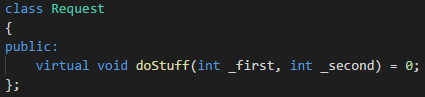 class Request
{
public:
    virtual void doStuff(int _first, int _second) = 0;
};